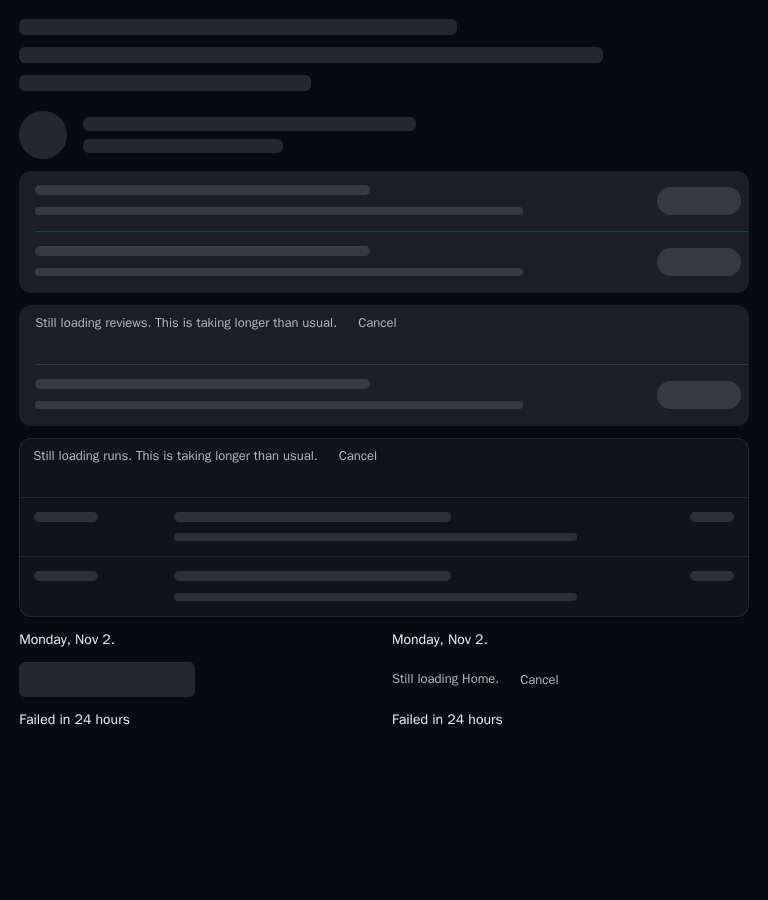 Still loading reviews. This is taking longer than usual. Cancel
Still loading runs. This is taking longer than usual. Cancel
Monday, Nov 2.
Monday, Nov 2.
Still loading Home. Cancel
Failed in 24 hours
Failed in 24 hours